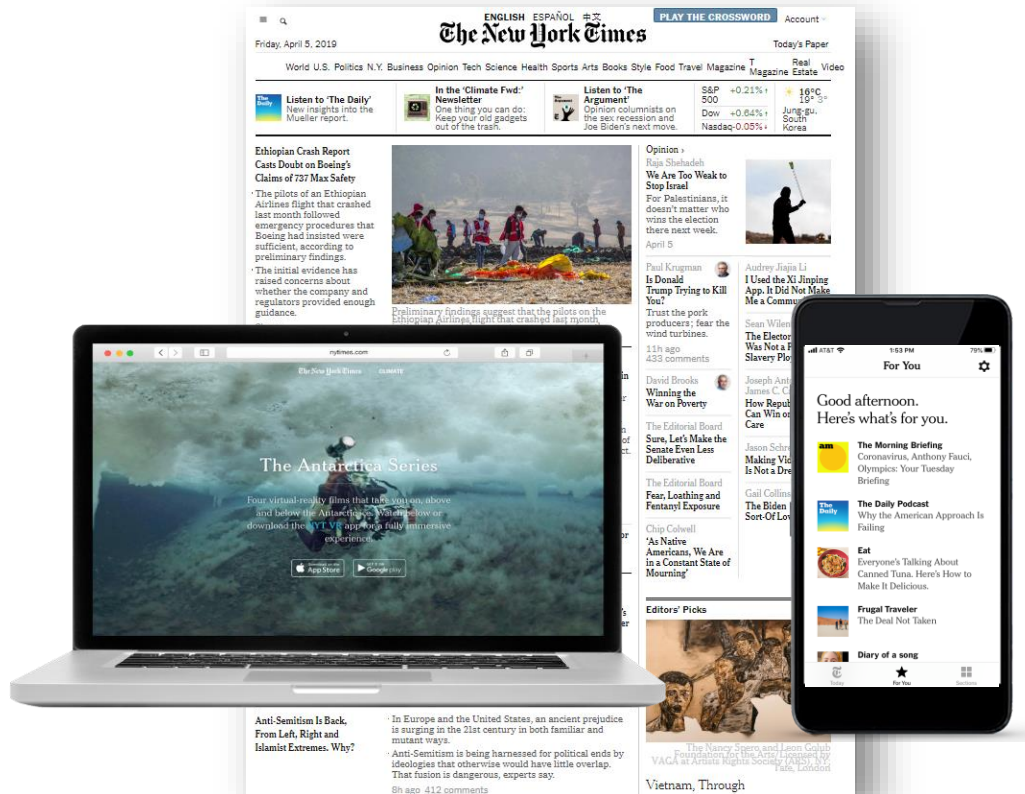 ENGLISH ESPAÑOL 中文
PLAY THE CROSSWORD
Account
Friday, April 5, 2019
The New York Times
Today's Paper
World U.S. Politics N.Y. Business Opinion Tech Science Health Sports Arts Books Style Food Travel Magazine T Magazine Real Estate Video
The Daily
Listen to 'The Daily'
New insights into the
Mueller report.
In the 'Climate Fwd:'
Newsletter
One thing you can do:
Keep your old gadgets
out of the trash.
Listen to 'The
Argument'
Opinion columnists on
the sex recession and
Joe Biden's next move.
S&P 500 +0.21%↑
Dow +0.64%↑
Nasdaq -0.05%↓
16°C
19° 3°
Jung-gu,
South
Korea
Ethiopian Crash Report
Casts Doubt on Boeing's
Claims of 737 Max Safety
· The pilots of an Ethiopian
Airlines flight that crashed
last month followed
emergency procedures that
Boeing had insisted were
sufficient, according to
preliminary findings.
· The initial evidence has
raised concerns about
whether the company and
regulators provided enough
guidance.
Preliminary findings suggest that the pilots on the
Ethiopian Airlines flight that crashed last month,
Opinion ›
Raja Shehadeh
We Are Too Weak to
Stop Israel
For Palestinians, it
doesn't matter who
wins the election
there next week.
April 5
Paul Krugman
Is Donald
Trump Trying to Kill
You?
Trust the pork
producers; fear the
wind turbines.
11h ago
433 comments
David Brooks
Winning the
War on Poverty
The Editorial Board
Sure, Let's Make the
Senate Even Less
Deliberative
The Editorial Board
Fear, Loathing and
Fentanyl Exposure
Chip Colwell
'As Native
Americans, We Are
in a Constant State of
Mourning'
Audrey Jiajia Li
I Used the Xi Jinping
App. It Did Not Make
Me a
Sean
The
Was Not a
Slavery
Joseph
James C.
How
Can Win
Care
Jason
Making
Is Not a
Gail Collins
The Biden
Sort-Of
Editors' Picks
The Nancy Spero and Leon Golub
Foundation for the Arts/Licensed by
VAGA at Artists Rights Society (ARS), NY;
Tate, London
Vietnam, Through
Anti-Semitism Is Back,
From Left, Right and
Islamist Extremes. Why?
· In Europe and the United States, an ancient prejudice
is surging in the 21st century in both familiar and
mutant ways.
· Anti-Semitism is being harnessed for political ends by
ideologies that otherwise would have little overlap.
That fusion is dangerous, experts say.
8h ago 412 comments
nytimes.com
The New York Times CLIMATE
The Antarctica Series
Four virtual-reality films that take you on, above
and below the Antarctic ice. Watch below or
download the NYT VR app for a fully immersive
experience.
Download on the
App Store
GET IT ON
Google play
AT&T 1:53 PM 79%
For You
Good afternoon.
Here's what's for you.
am
The Morning Briefing
Coronavirus, Anthony Fauci,
Olympics: Your Tuesday
Briefing
The Daily
The Daily Podcast
Why the American Approach Is
Failing
Eat
Everyone's Talking About
Canned Tuna. Here's How to
Make It Delicious.
Frugal Traveler
The Deal Not Taken
Diary of a song
Today
For You
Sections